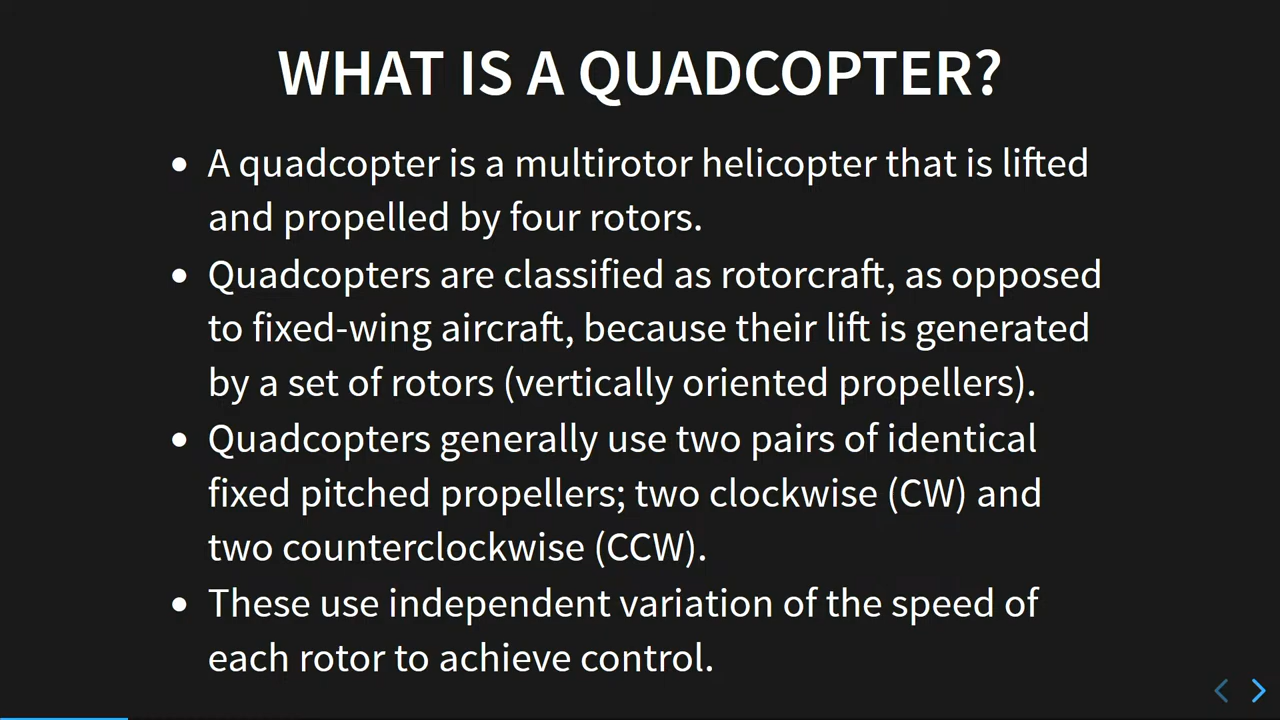 WHAT IS A QUADCOPTER?
• A quadcopter is a multirotor helicopter that is lifted
and propelled by four rotors.
• Quadcopters are classified as rotorcraft, as opposed
to fixed-wing aircraft, because their lift is generated
by a set of rotors (vertically oriented propellers).
• Quadcopters generally use two pairs of identical
fixed pitched propellers; two clockwise (CW) and
two counterclockwise (CCW).
• These use independent variation of the speed of
each rotor to achieve control.